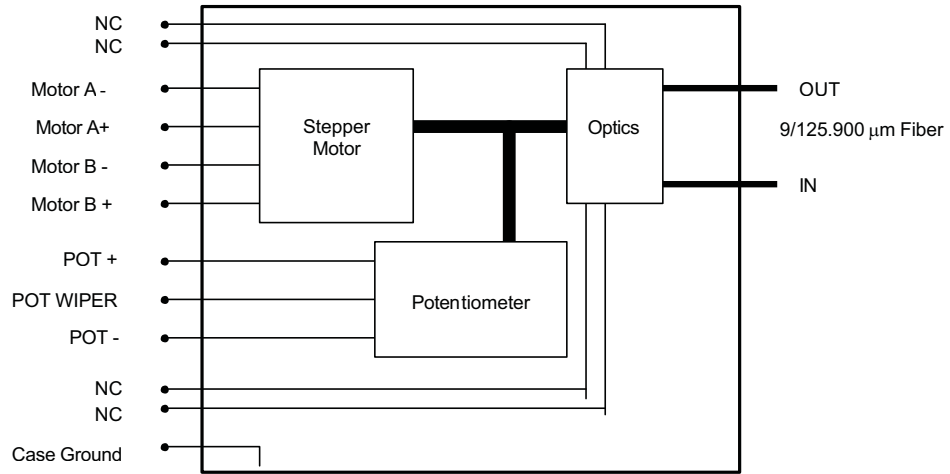 NC
NC
Motor A -
Motor A+
Motor B -
Motor B +
POT +
POT WIPER
POT -
NC
NC
Case Ground
Stepper
Motor
Optics
Potentiometer
OUT
9/125.900 µm Fiber
IN